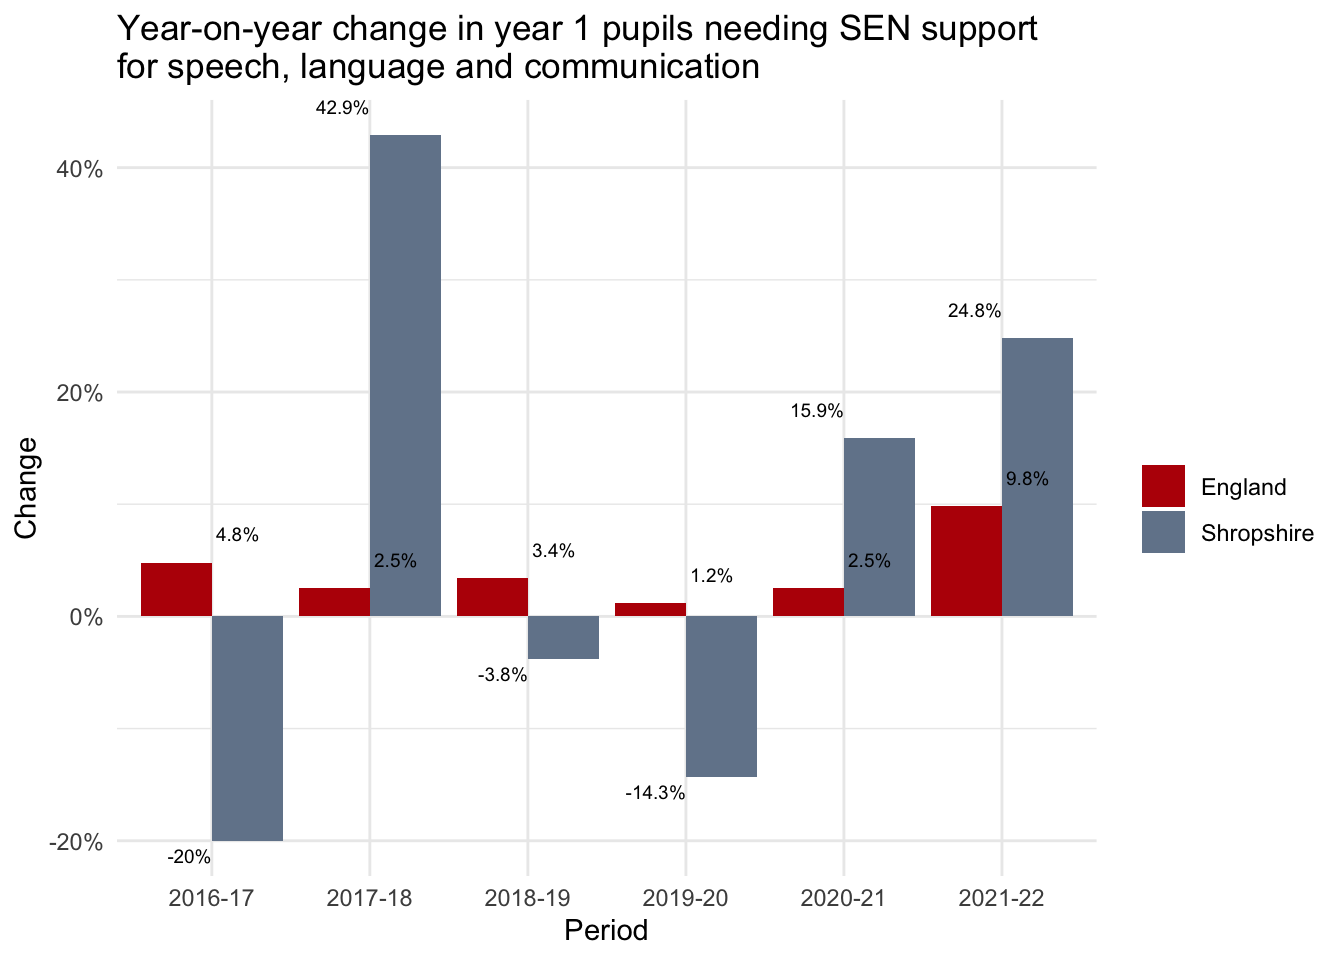 Year-on-year change in year 1 pupils needing SEN support
for speech, language and communication
42.9%
40%
24.8%
20%
15.9%
9.8%
England
Shropshire
Change
4.8%
2.5%
3.4%
1.2%
2.5%
0%
-3.8%
-14.3%
-20%
-20%
2016-17 2017-18 2018-19 2019-20 2020-21 2021-22
Period